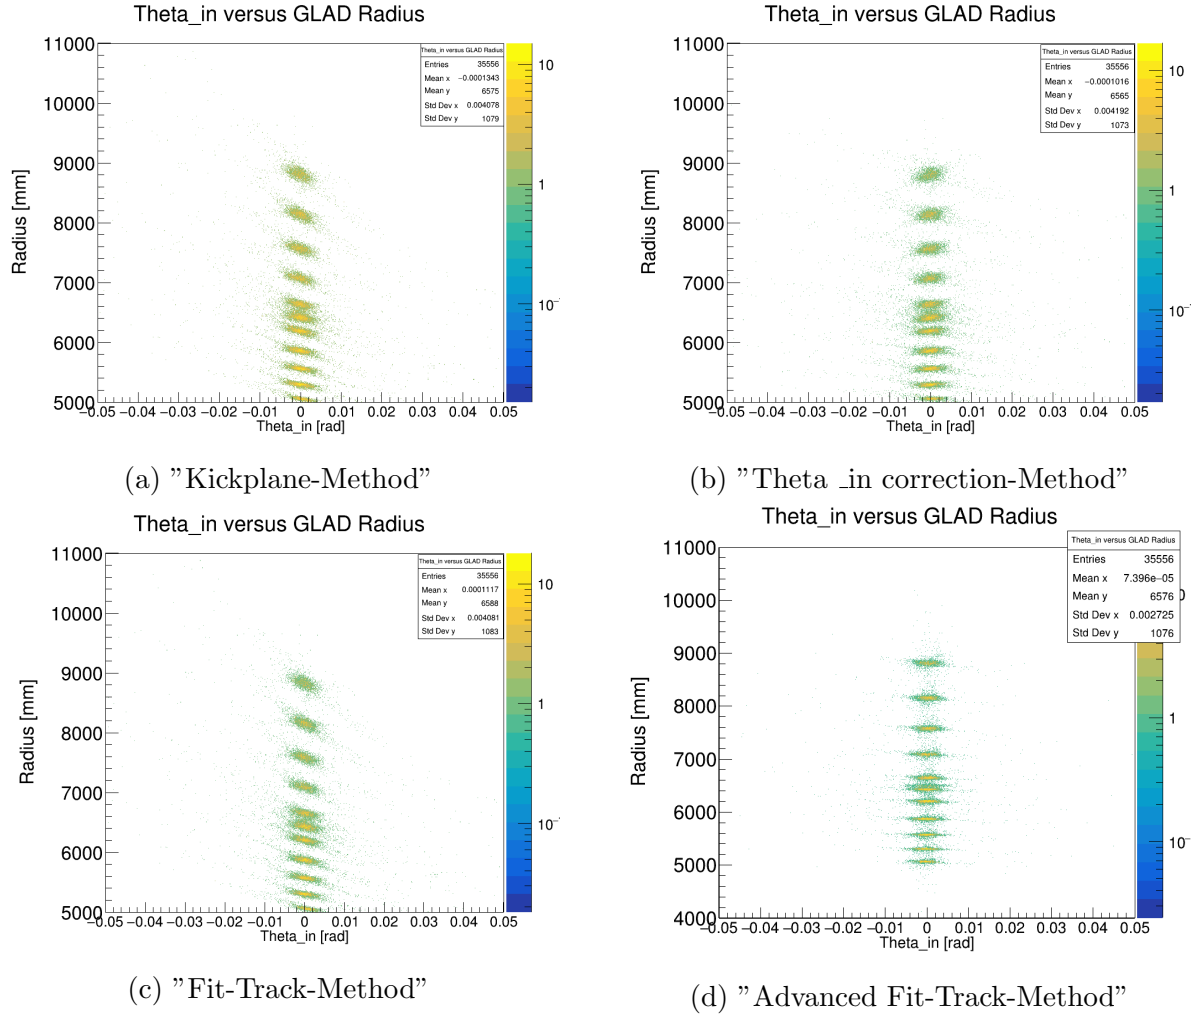 Theta_in versus GLAD Radius
Theta_in versus GLAD Radius
Entries 35556
Mean x −0.0001343
Mean y 6575
Std Dev x 0.004078
Std Dev y 1079
11000
10000
9000
8000
7000
6000
5000
Radius [mm]
−0.05 −0.04 −0.03 −0.02 −0.01 0 0.01 0.02 0.03 0.04 0.05
Theta_in [rad]
10
1
10⁻
(a) ”Kickplane-Method”
Theta_in versus GLAD Radius
Theta_in versus GLAD Radius
Entries 35556
Mean x −0.0001016
Mean y 6565
Std Dev x 0.004192
Std Dev y 1073
11000
10000
9000
8000
7000
6000
5000
Radius [mm]
−0.05 −0.04 −0.03 −0.02 −0.01 0 0.01 0.02 0.03 0.04 0.05
Theta_in [rad]
10
1
10⁻
(b) ”Theta _in correction-Method”
Theta_in versus GLAD Radius
Theta_in versus GLAD Radius
Entries 35556
Mean x 0.0001117
Mean y 6588
Std Dev x 0.004081
Std Dev y 1083
11000
10000
9000
8000
7000
6000
5000
Radius [mm]
−0.05 −0.04 −0.03 −0.02 −0.01 0 0.01 0.02 0.03 0.04 0.05
Theta_in [rad]
10
1
10⁻
(c) ”Fit-Track-Method”
Theta_in versus GLAD Radius
Theta_in versus GLAD Radius
Entries 35556
Mean x 7.396e−05
Mean y 6576
Std Dev x 0.002725
Std Dev y 1076
11000
10000
9000
8000
7000
6000
5000
4000
Radius [mm]
−0.05 −0.04 −0.03 −0.02 −0.01 0 0.01 0.02 0.03 0.04 0.05
Theta_in [rad]
0
1
10⁻
(d) ”Advanced Fit-Track-Method”